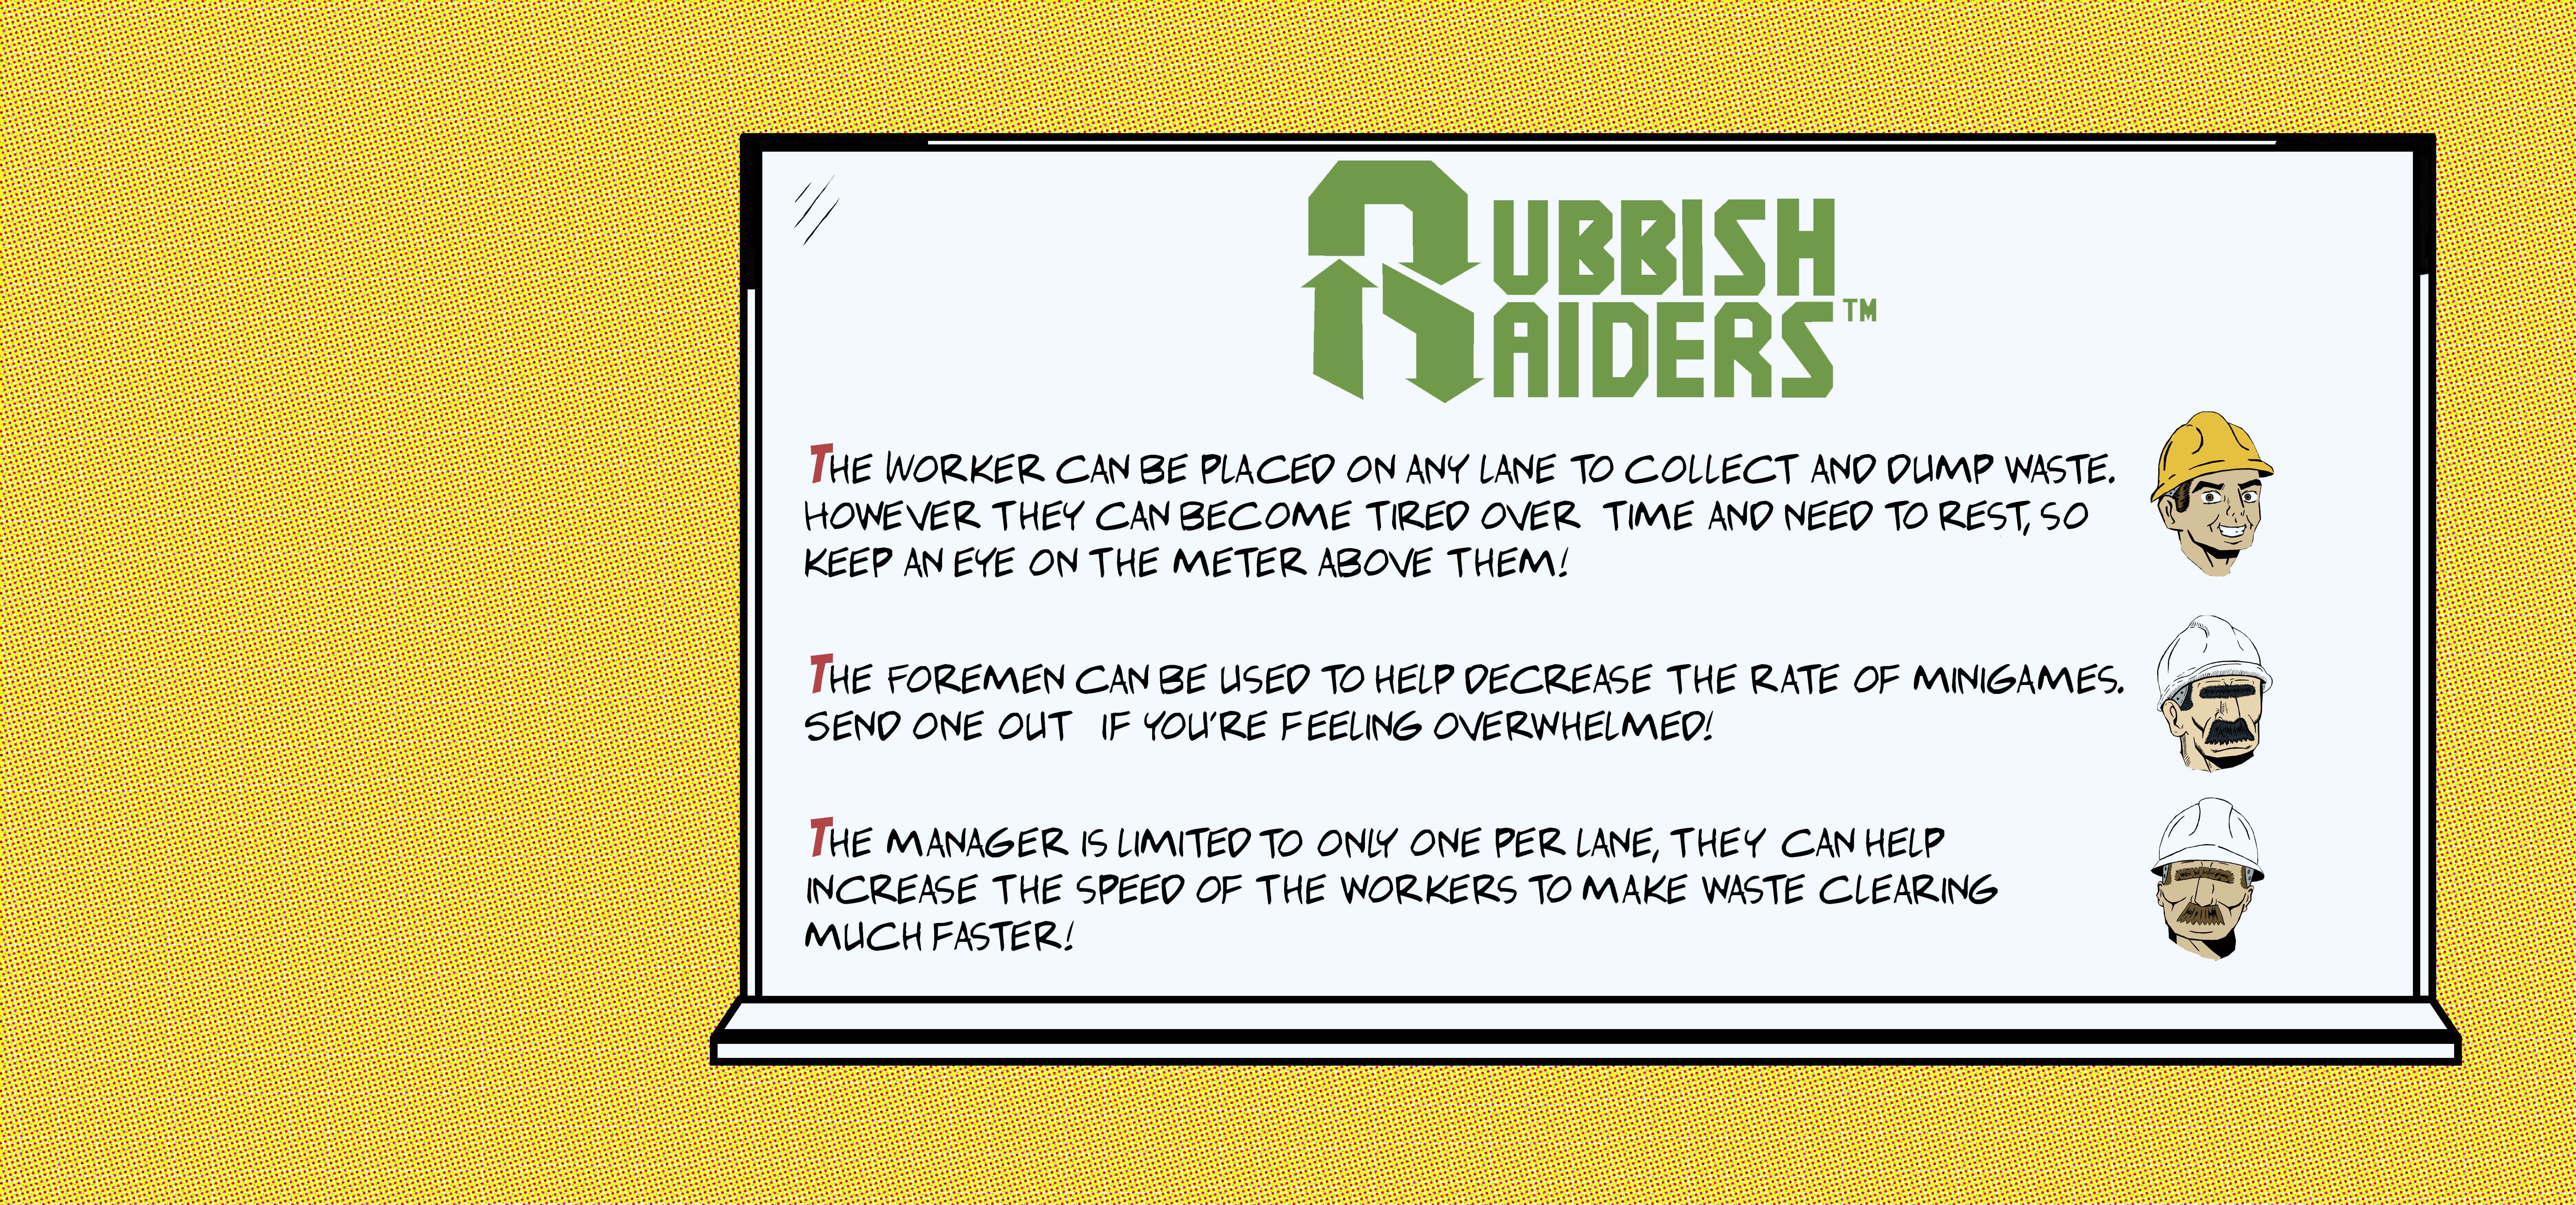 RUBBISH
RAIDERS™
THE WORKER CAN BE PLACED ON ANY LANE TO COLLECT AND DUMP WASTE.
HOWEVER THEY CAN BECOME TIRED OVER TIME AND NEED TO REST, SO
KEEP AN EYE ON THE METER ABOVE THEM!
THE FOREMEN CAN BE USED TO HELP DECREASE THE RATE OF MINIGAMES.
SEND ONE OUT IF YOU'RE FEELING OVERWHELMED!
THE MANAGER IS LIMITED TO ONLY ONE PER LANE, THEY CAN HELP
INCREASE THE SPEED OF THE WORKERS TO MAKE WASTE CLEARING
MUCH FASTER!